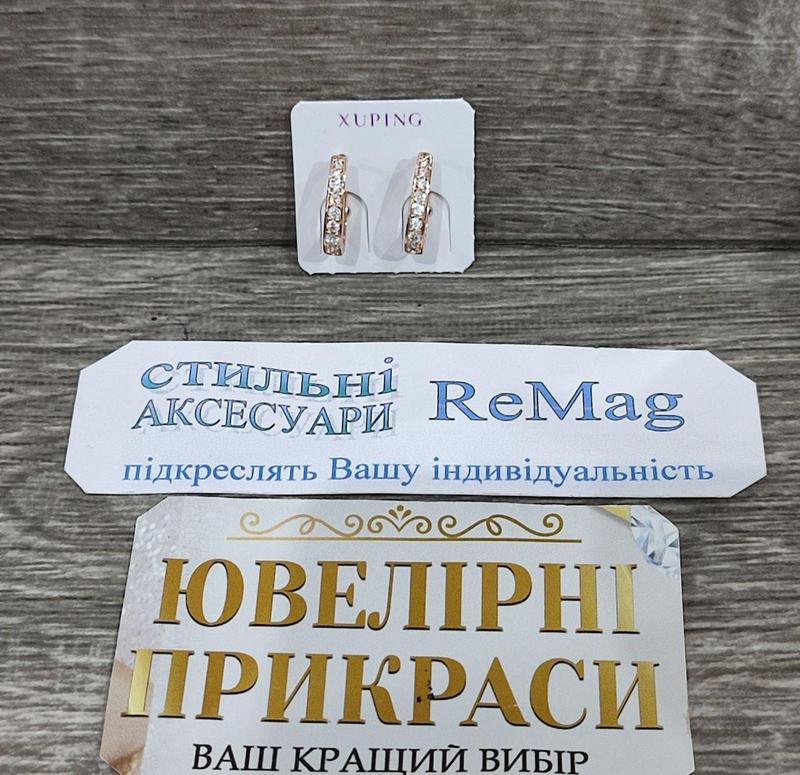 XUPING
стильні
АКСЕСУАРИ
ReMag
підкреслять Вашу індивідуальність
ЮВЕЛІРНІ
ПРИКРАСИ
ВАШ КРАЩИЙ ВИБІР